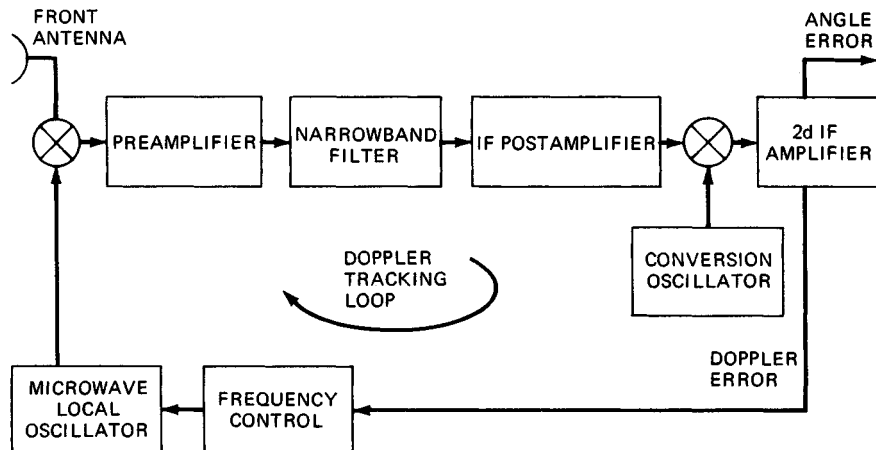 FRONT
ANTENNA
ANGLE
ERROR
PREAMPLIFIER
NARROWBAND
FILTER
IF POSTAMPLIFIER
2d IF
AMPLIFIER
CONVERSION
OSCILLATOR
DOPPLER
TRACKING
LOOP
DOPPLER
ERROR
MICROWAVE
LOCAL
OSCILLATOR
FREQUENCY
CONTROL